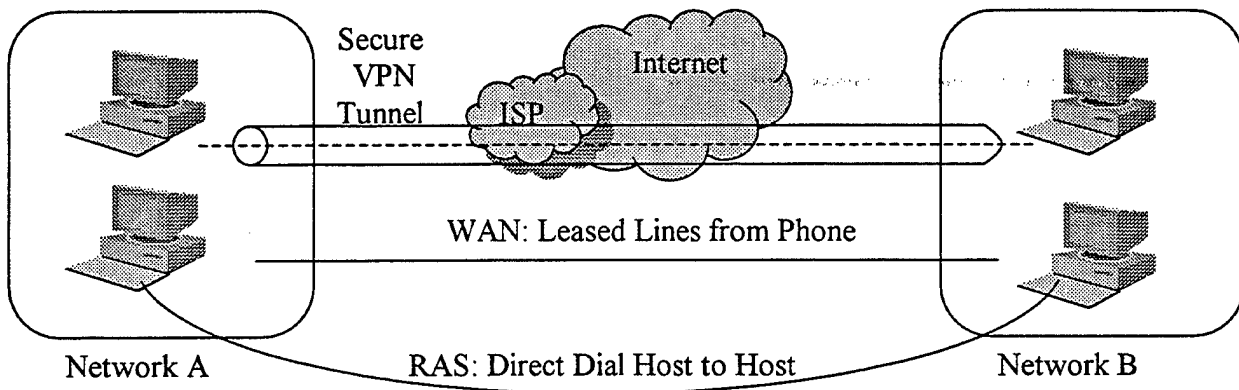 Secure
VPN
Tunnel
Internet
ISP
WAN: Leased Lines from Phone
Network A
RAS: Direct Dial Host to Host
Network B